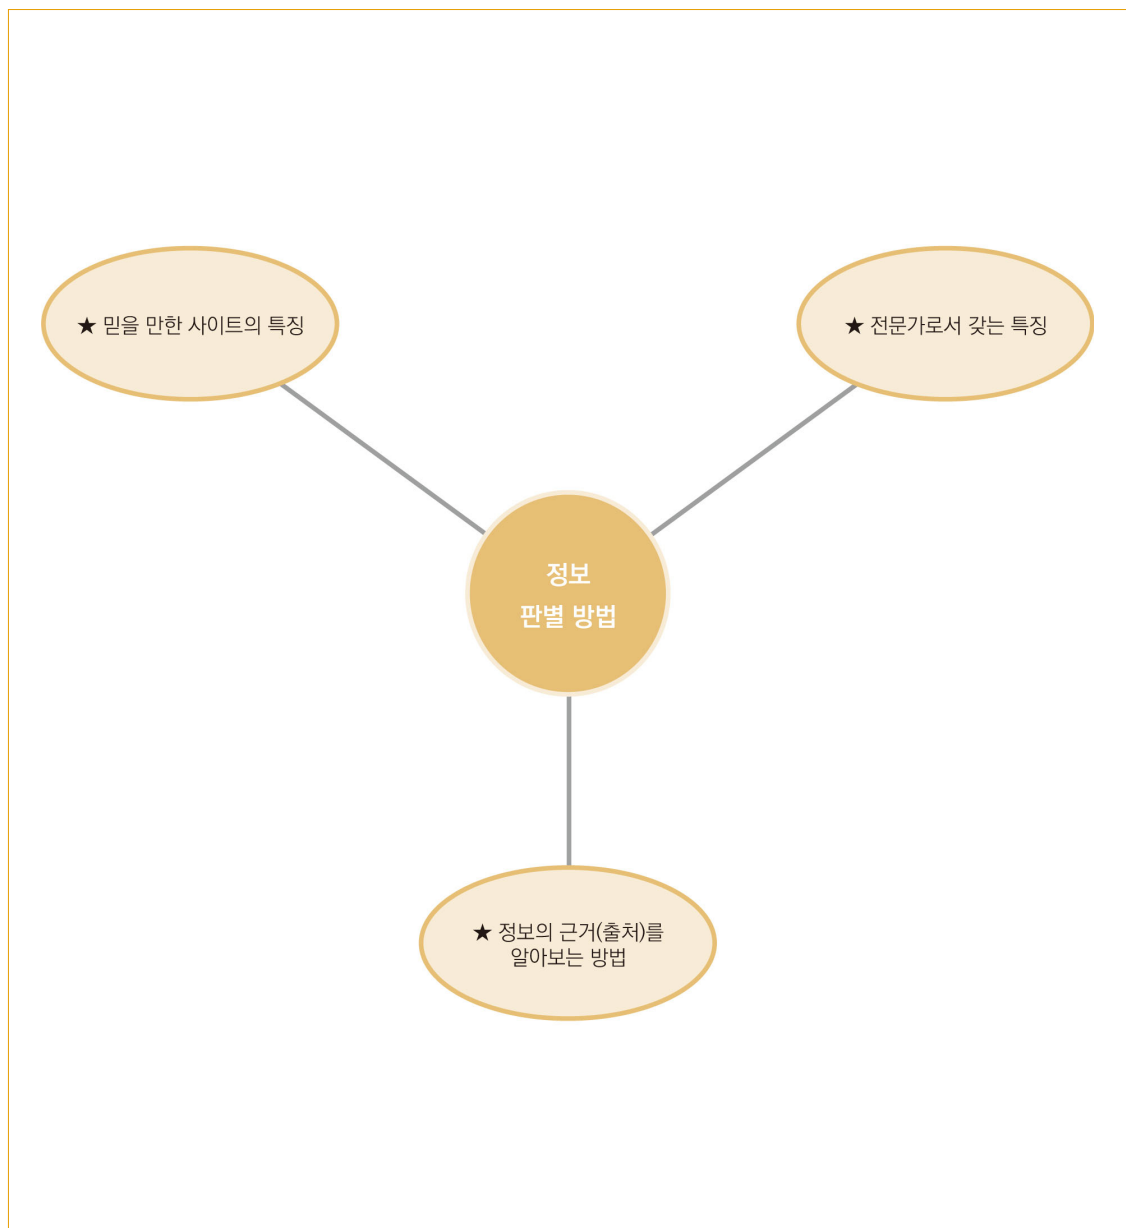 ★ 믿을 만한 사이트의 특징
★ 전문가로서 갖는 특징
정보
판별 방법
★ 정보의 근거(출처)를
알아보는 방법